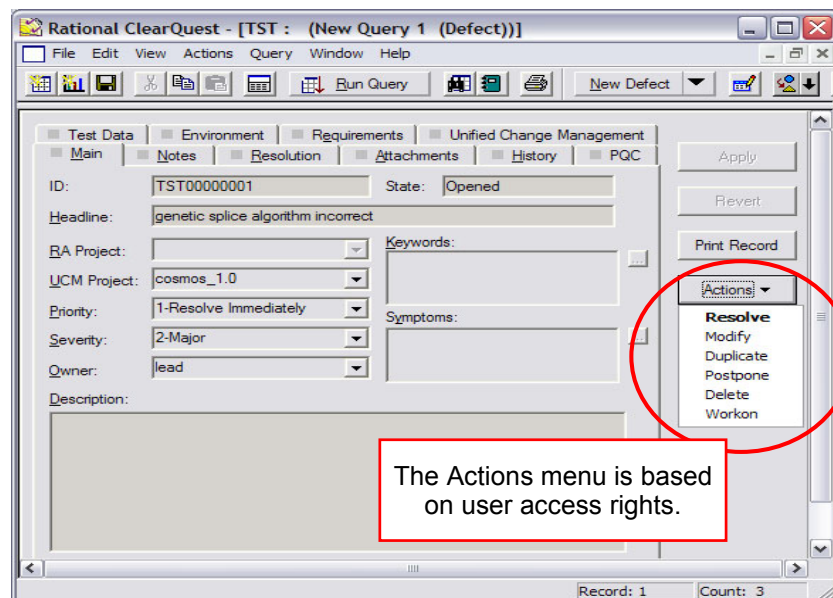 Rational ClearQuest - [TST : (New Query 1 (Defect))]
File Edit View Actions Query Window Help
Run Query New Defect
Test Data Environment Requirements Unified Change Management
Main Notes Resolution Attachments History PQC
ID: TST00000001 State: Opened
Headline: genetic splice algorithm incorrect
RA Project:
Keywords:
UCM Project: cosmos_1.0
Priority: 1-Resolve Immediately
Symptoms:
Severity: 2-Major
Owner: lead
Description:
Apply
Revert
Print Record
Actions
Resolve
Modify
Duplicate
Postpone
Delete
Workon
The Actions menu is based
on user access rights.
Record: 1 Count: 3